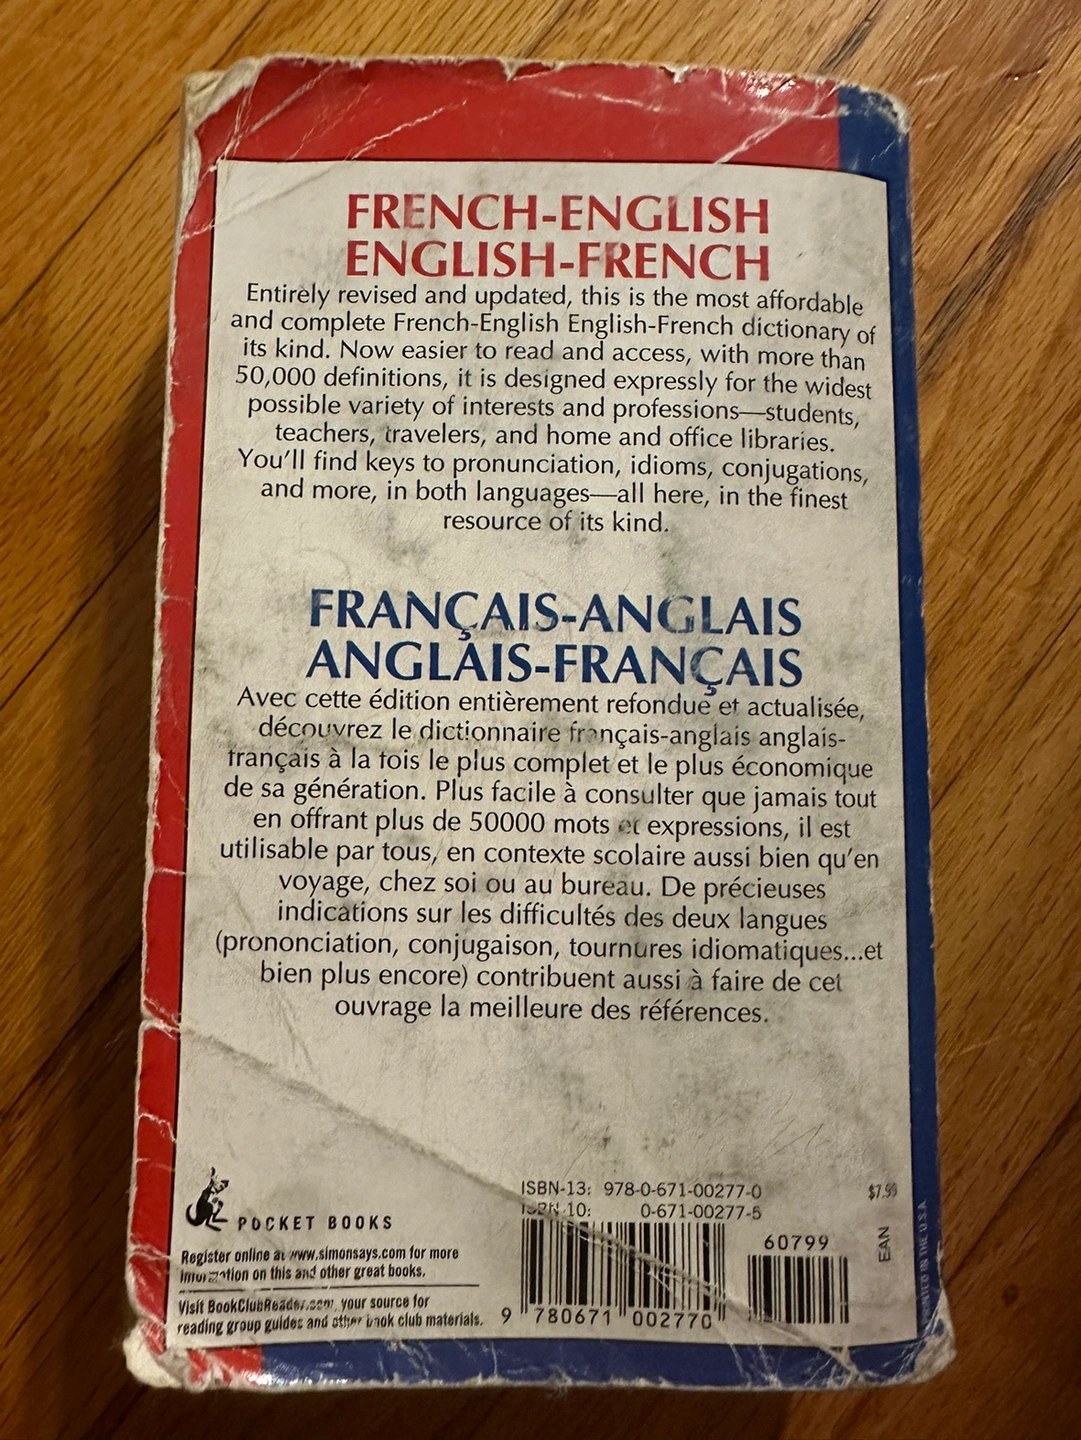 FRENCH-ENGLISH
ENGLISH-FRENCH
Entirely revised and updated, this is the most affordable
and complete French-English English-French dictionary of
its kind. Now easier to read and access, with more than
50,000 definitions, it is designed expressly for the widest
possible variety of interests and professions—students,
teachers, travelers, and home and office libraries.
You'll find keys to pronunciation, idioms, conjugations,
and more, in both languages—all here, in the finest
resource of its kind.
FRANÇAIS-ANGLAIS
ANGLAIS-FRANÇAIS
Avec cette édition entièrement refondue et actualisée,
découvrez le dictionnaire français-anglais anglais-
français à la fois le plus complet et le plus économique
de sa génération. Plus facile à consulter que jamais tout
en offrant plus de 50000 mots et expressions, il est
utilisable par tous, en contexte scolaire aussi bien qu'en
voyage, chez soi ou au bureau. De précieuses
indications sur les difficultés des deux langues
(prononciation, conjugaison, tournures idiomatiques...et
bien plus encore) contribuent aussi à faire de cet
ouvrage la meilleure des références.
POCKET BOOKS
Register online at www.simonsays.com for more
information on this and other great books.
Visit BookClubReader.com, your source for
reading group guides and other book club materials.
ISBN-13: 978-0-671-00277-0
ISBN-10: 0-671-00277-5
$7.99
60799
EAN
9 780671 002770
PRINTED IN THE U.S.A.